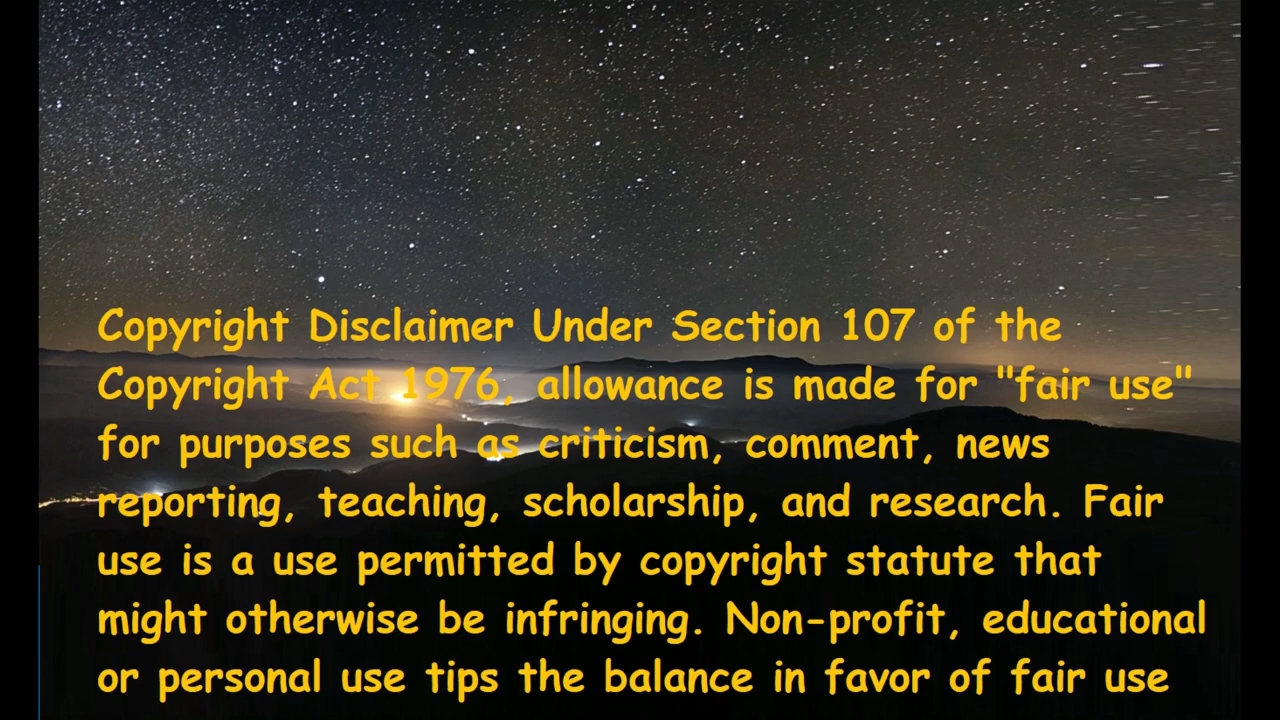 Copyright Disclaimer Under Section 107 of the
Copyright Act 1976, allowance is made for "fair use"
for purposes such as criticism, comment, news
reporting, teaching, scholarship, and research. Fair
use is a use permitted by copyright statute that
might otherwise be infringing. Non-profit, educational
or personal use tips the balance in favor of fair use